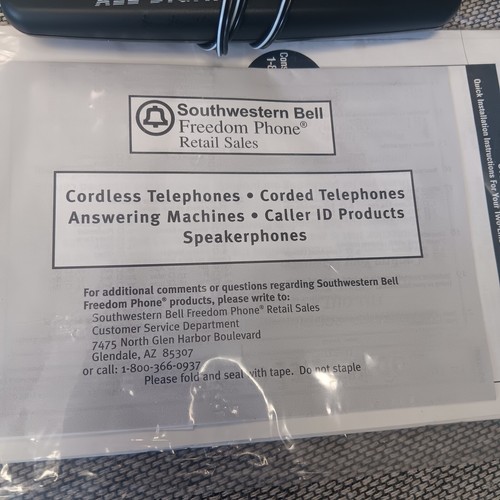 Southwestern Bell
Freedom Phone®
Retail Sales
Cordless Telephones • Corded Telephones
Answering Machines • Caller ID Products
Speakerphones
For additional comments or questions regarding Southwestern Bell
Freedom Phone® products, please write to:
Southwestern Bell Freedom Phone® Retail Sales
Customer Service Department
7475 North Glen Harbor Boulevard
Glendale, AZ 85307
or call: 1-800-366-0937
Please fold and seal with tape. Do not staple
Quick Installation Instructions For Your